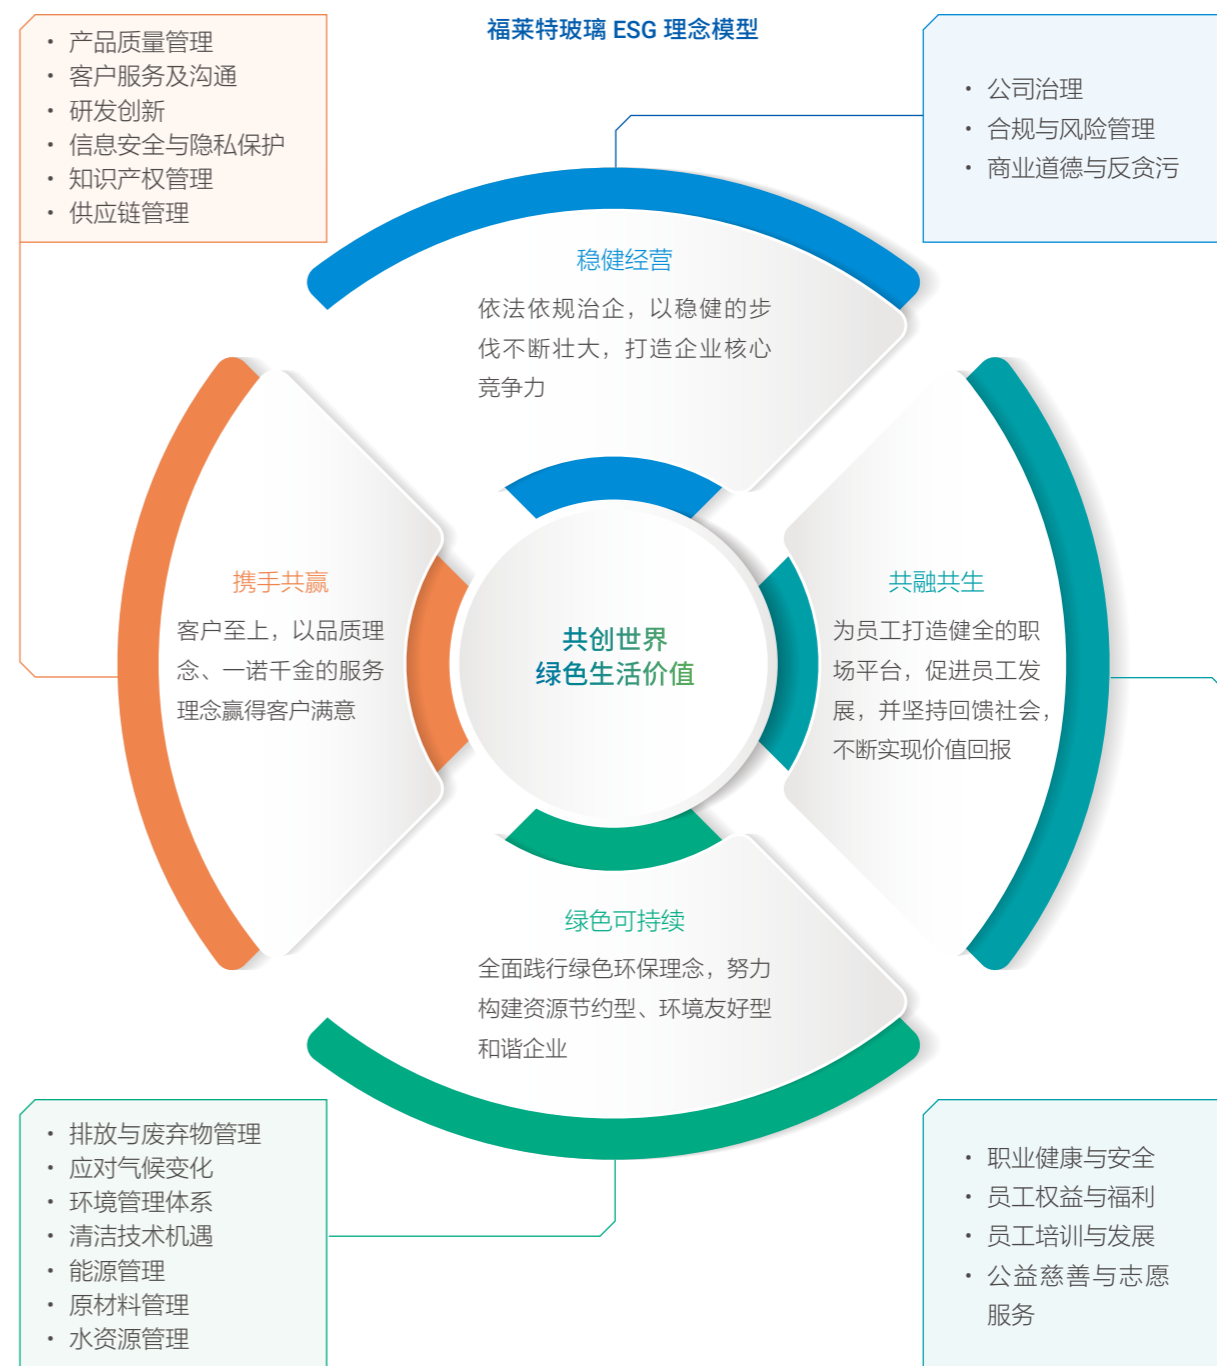 福莱特玻璃 ESG 理念模型
• 产品质量管理
• 客户服务及沟通
• 研发创新
• 信息安全与隐私保护
• 知识产权管理
• 供应链管理
• 公司治理
• 合规与风险管理
• 商业道德与反贪污
稳健经营
依法依规治企，以稳健的步
伐不断壮大，打造企业核心
竞争力
携手共赢
客户至上，以品质理
念、一诺千金的服务
理念赢得客户满意
共创世界
绿色生活价值
共融共生
为员工打造健全的职
场平台，促进员工发
展，并坚持回馈社会，
不断实现价值回报
绿色可持续
全面践行绿色环保理念，努力
构建资源节约型、环境友好型
和谐企业
• 排放与废弃物管理
• 应对气候变化
• 环境管理体系
• 清洁技术机遇
• 能源管理
• 原材料管理
• 水资源管理
• 职业健康与安全
• 员工权益与福利
• 员工培训与发展
• 公益慈善与志愿
服务